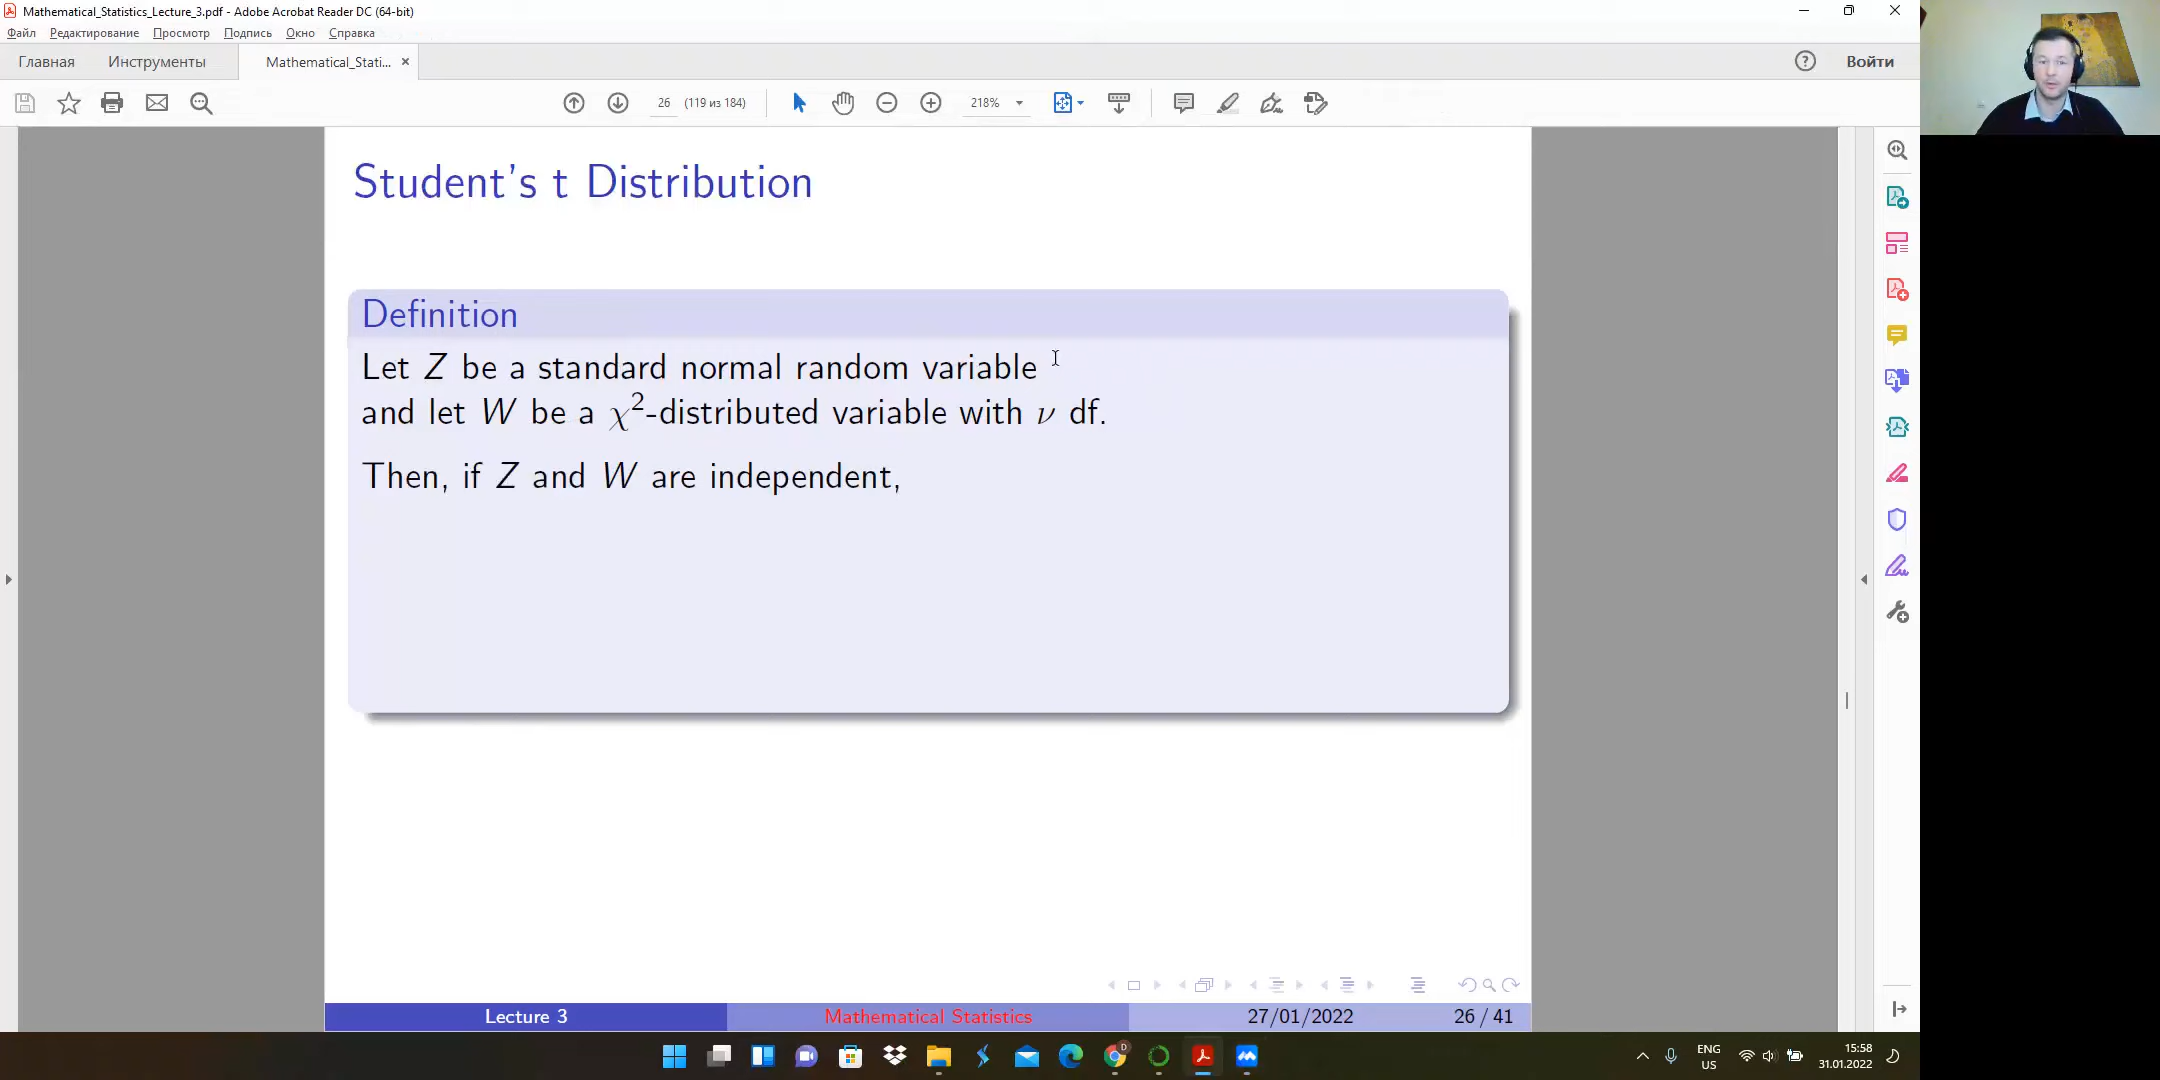 Mathematical_Statistics_Lecture_3.pdf - Adobe Acrobat Reader DC (64-bit)
Файл Редактирование Просмотр Подпись Окно Справка
Главная Инструменты Mathematical_Stati... × Войти
26 (119 из 184) 218%
Student's t Distribution
Definition
Let Z be a standard normal random variable
and let W be a χ²-distributed variable with ν df.
Then, if Z and W are independent,
Lecture 3 Mathematical Statistics 27/01/2022 26 / 41
ENG
US
15:58
31.01.2022